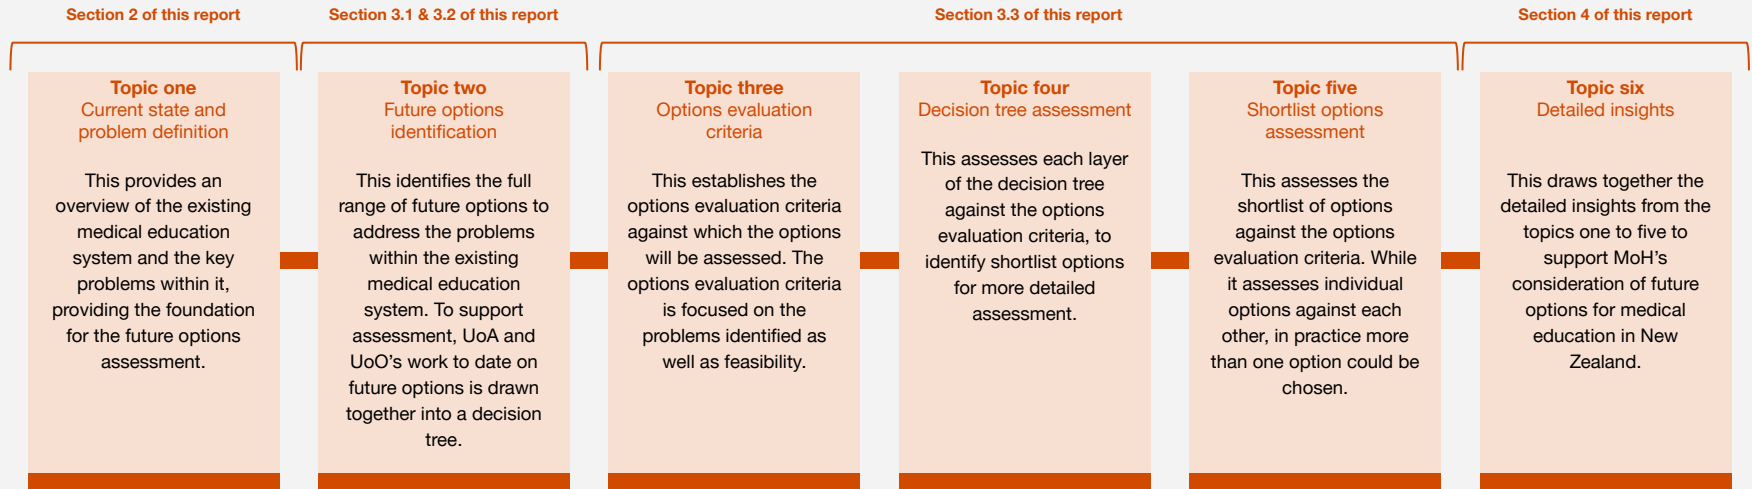 Section 2 of this report
Section 3.1 & 3.2 of this report
Section 3.3 of this report
Section 4 of this report
Topic one
Current state and
problem definition
This provides an
overview of the existing
medical education
system and the key
problems within it,
providing the foundation
for the future options
assessment.
Topic two
Future options
identification
This identifies the full
range of future options to
address the problems
within the existing
medical education
system. To support
assessment, UoA and
UoO’s work to date on
future options is drawn
together into a decision
tree.
Topic three
Options evaluation
criteria
This establishes the
options evaluation criteria
against which the options
will be assessed. The
options evaluation criteria
is focused on the
problems identified as
well as feasibility.
Topic four
Decision tree assessment
This assesses each layer
of the decision tree
against the options
evaluation criteria, to
identify shortlist options
for more detailed
assessment.
Topic five
Shortlist options
assessment
This assesses the
shortlist of options
against the options
evaluation criteria. While
it assesses individual
options against each
other, in practice more
than one option could be
chosen.
Topic six
Detailed insights
This draws together the
detailed insights from the
topics one to five to
support MoH’s
consideration of future
options for medical
education in New
Zealand.